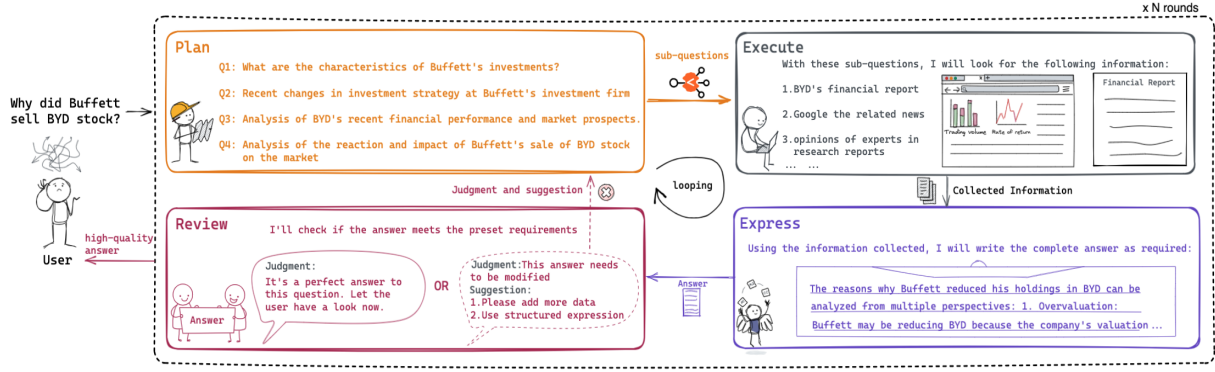 x N rounds
Why did Buffett
sell BYD stock?
User
high-quality
answer
Plan
Q1: What are the characteristics of Buffett's investments?
Q2: Recent changes in investment strategy at Buffett's investment firm
Q3: Analysis of BYD's recent financial performance and market prospects.
Q4: Analysis of the reaction and impact of Buffett's sale of BYD stock
on the market
sub-questions
Execute
With these sub-questions, I will look for the following information:
1.BYD's financial report
2.Google the related news
3.opinions of experts in
research reports
... ...
Trading volume
Rate of return
Financial Report
Judgment and suggestion
looping
Collected Information
Review
I'll check if the answer meets the preset requirements
Judgment:
It's a perfect answer to
this question. Let the
user have a look now.
Answer
OR
Judgment:This answer needs
to be modified
Suggestion:
1.Please add more data
2.Use structured expression
Answer
Express
Using the information collected, I will write the complete answer as required:
The reasons why Buffett reduced his holdings in BYD can be
analyzed from multiple perspectives: 1. Overvaluation:
Buffett may be reducing BYD because the company's valuation ...